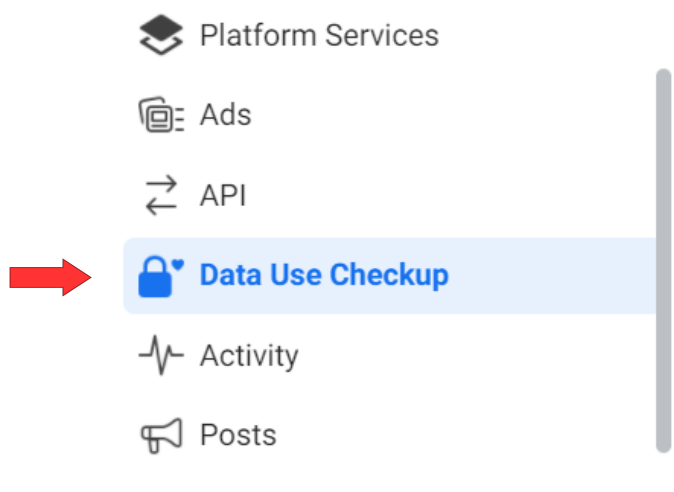 Platform Services
Ads
API
Data Use Checkup
Activity
Posts